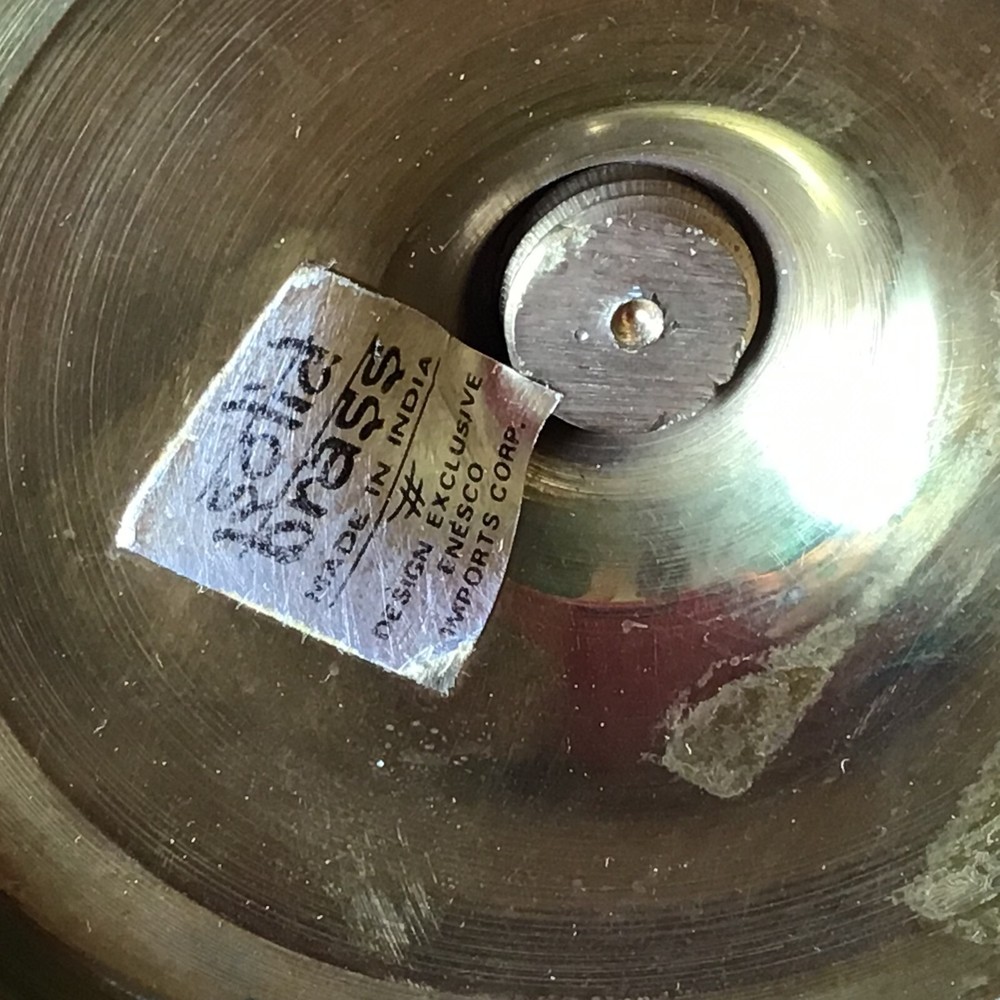 Solid
brass
MADE IN INDIA
#
DESIGN EXCLUSIVE
ENESCO
IMPORTS CORP.